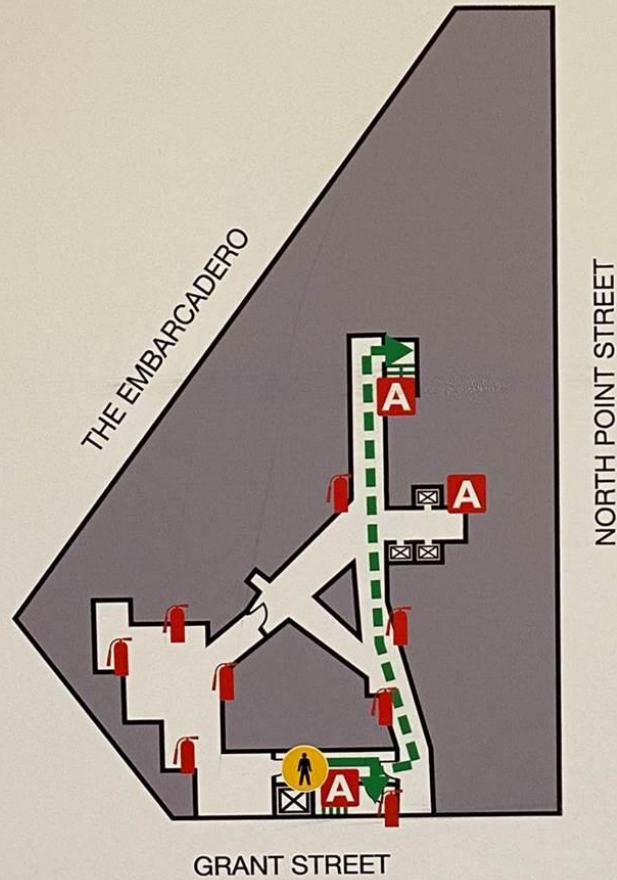 THE EMBARCADERO
NORTH POINT STREET
A
A
A
GRANT STREET